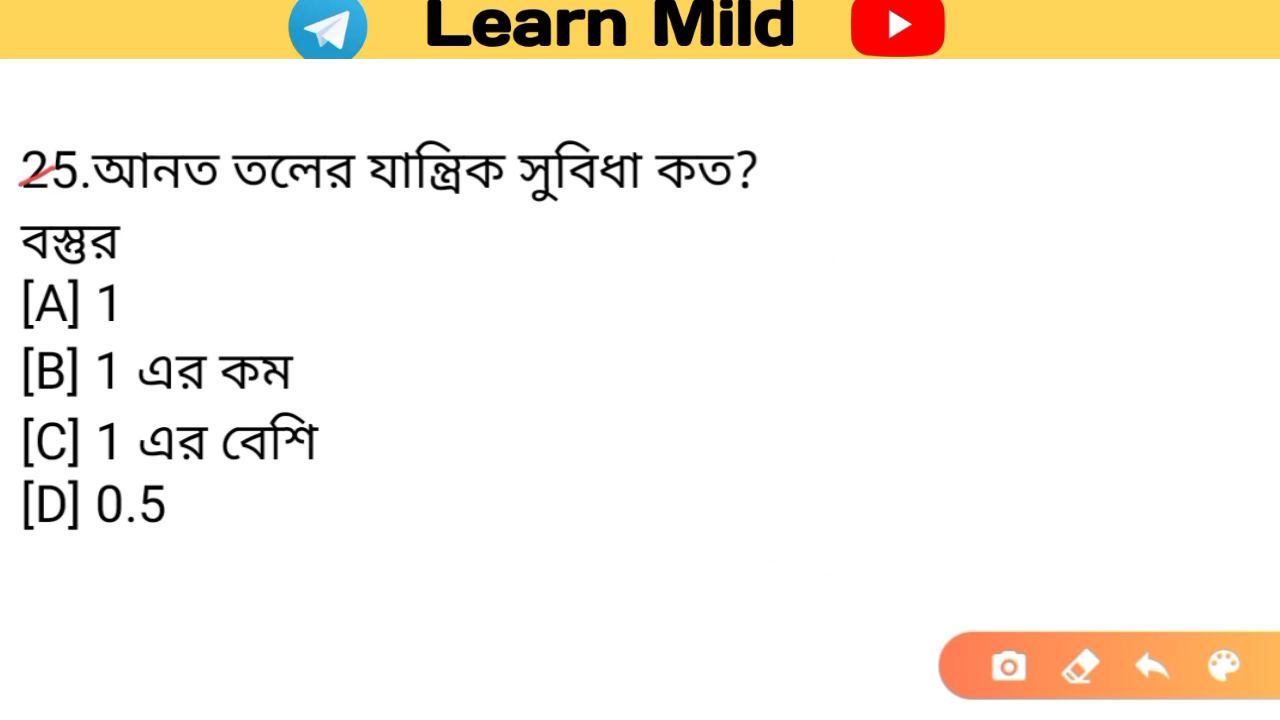 Learn Mild
25.আনত তলের যান্ত্রিক সুবিধা কত?
বস্তুর
[A] 1
[B] 1 এর কম
[C] 1 এর বেশি
[D] 0.5